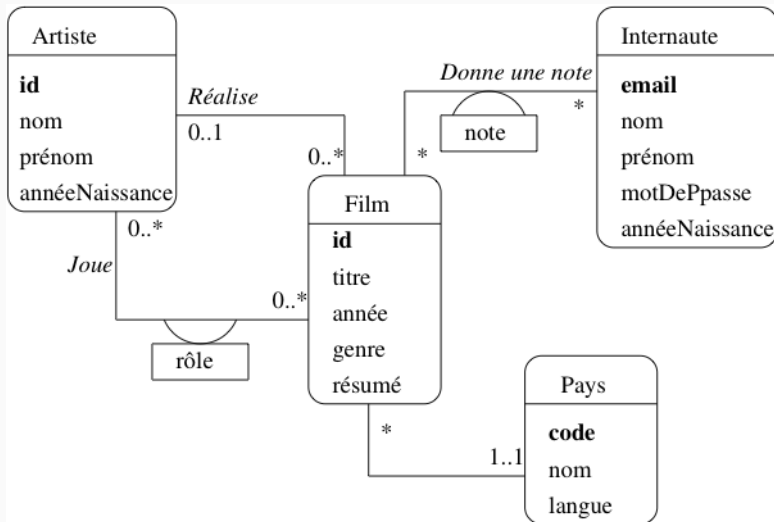 Artiste
id
nom
prénom
annéeNaissance
Réalise
0..1
0..*
0..*
Joue
0..*
rôle
Donne une note
*
*
note
Internaute
email
nom
prénom
motDePpasse
annéeNaissance
Film
id
titre
année
genre
résumé
*
1..1
Pays
code
nom
langue